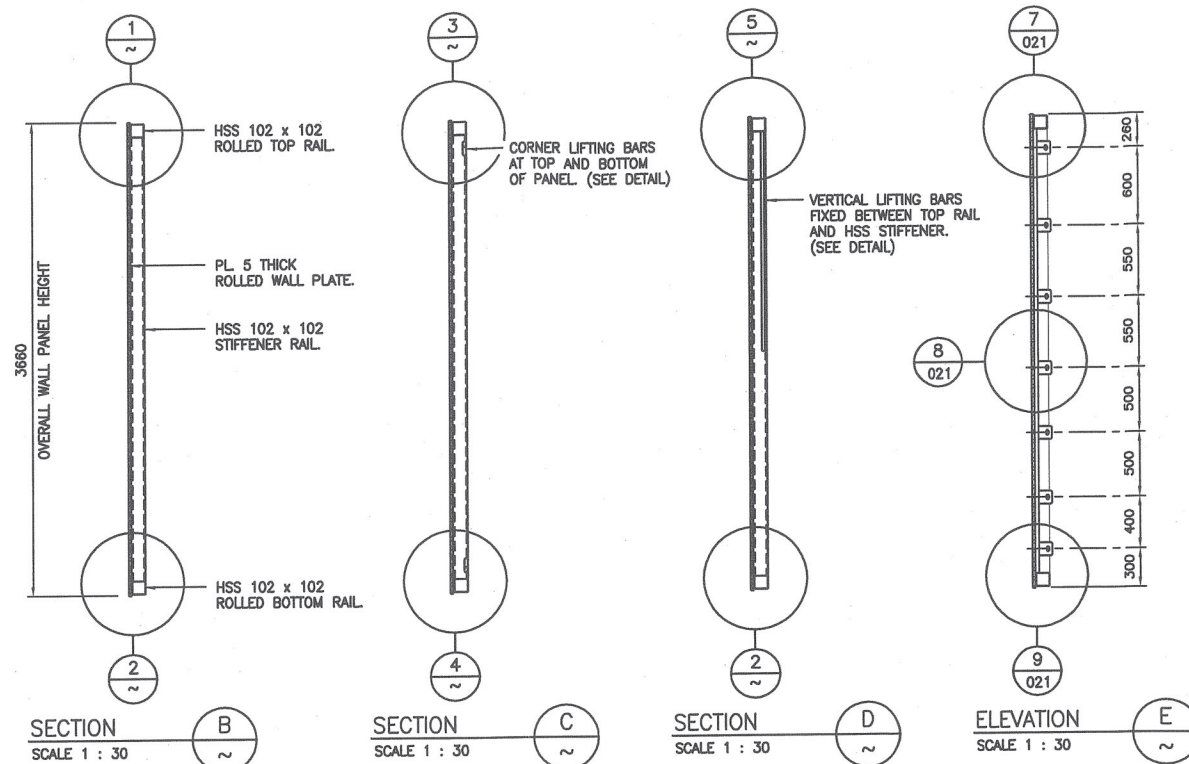 1
~
3
~
5
~
7
021
HSS 102 x 102
ROLLED TOP RAIL.
PL. 5 THICK
ROLLED WALL PLATE.
HSS 102 x 102
STIFFENER RAIL.
HSS 102 x 102
ROLLED BOTTOM RAIL.
3660
OVERALL WALL PANEL HEIGHT
CORNER LIFTING BARS
AT TOP AND BOTTOM
OF PANEL. (SEE DETAIL)
VERTICAL LIFTING BARS
FIXED BETWEEN TOP RAIL
AND HSS STIFFENER.
(SEE DETAIL)
8
021
260
600
550
550
500
500
400
300
2
~
4
~
2
~
9
021
SECTION
SCALE 1 : 30
B
~
SECTION
SCALE 1 : 30
C
~
SECTION
SCALE 1 : 30
D
~
ELEVATION
SCALE 1 : 30
E
~